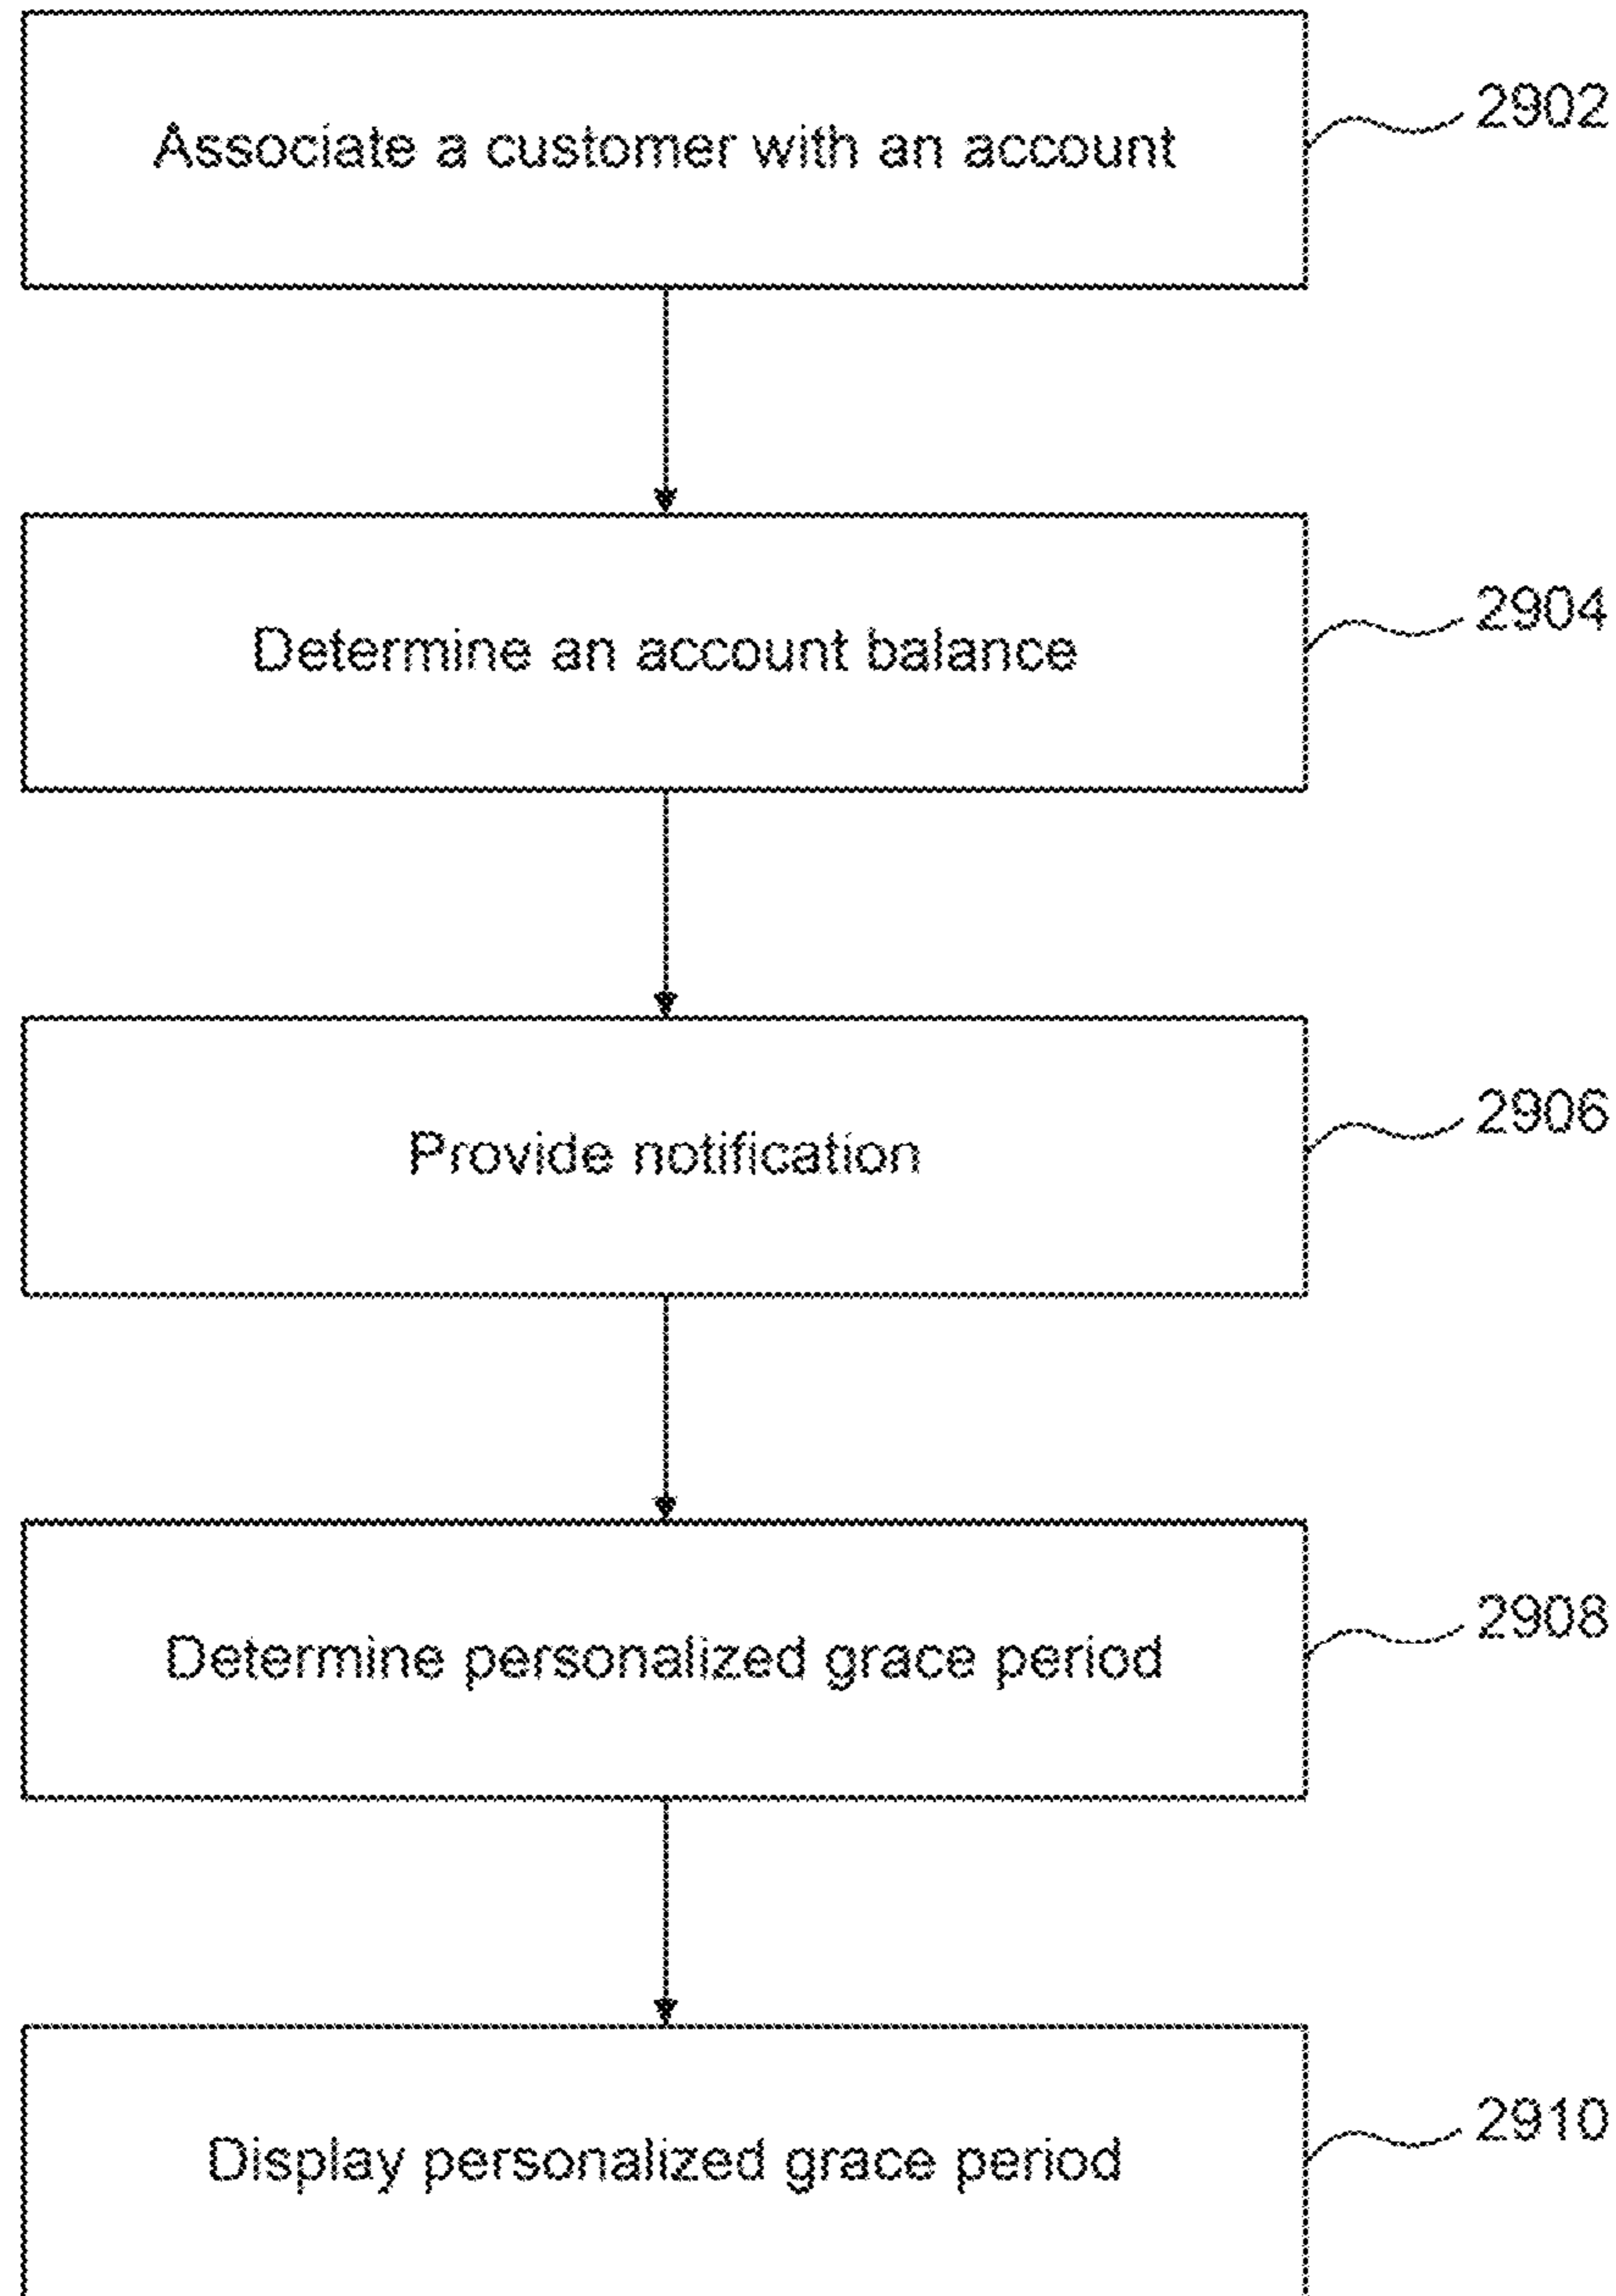 Associate a customer with an account
2902
Determine an account balance
2904
Provide notification
2906
Determine personalized grace period
2908
Display personalized grace period
2910